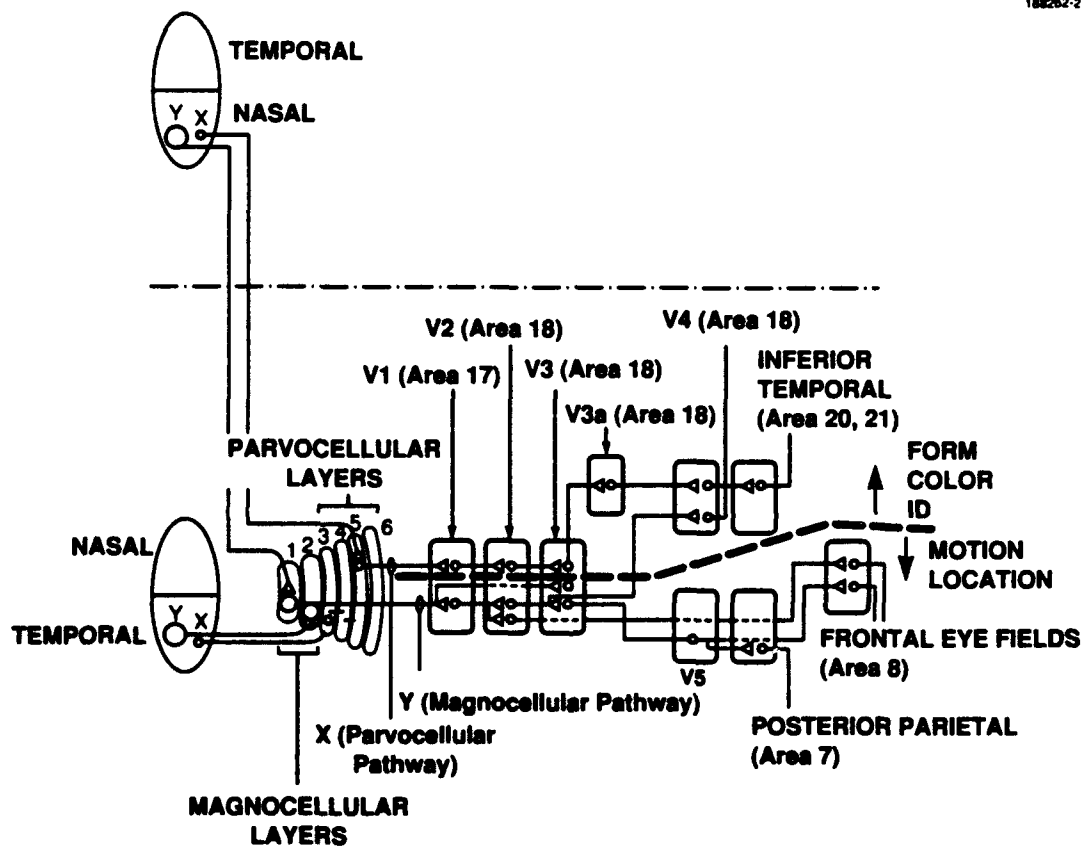 188262-2
TEMPORAL
Y X
NASAL
V2 (Area 18)
V4 (Area 18)
V1 (Area 17)
V3 (Area 18)
INFERIOR
TEMPORAL
(Area 20, 21)
V3a (Area 18)
PARVOCELLULAR
LAYERS
FORM
COLOR
ID
1 2 3 4 5 6
NASAL
MOTION
LOCATION
Y X
TEMPORAL
FRONTAL EYE FIELDS
(Area 8)
V5
Y (Magnocellular Pathway)
X (Parvocellular
Pathway)
POSTERIOR PARIETAL
(Area 7)
MAGNOCELLULAR
LAYERS